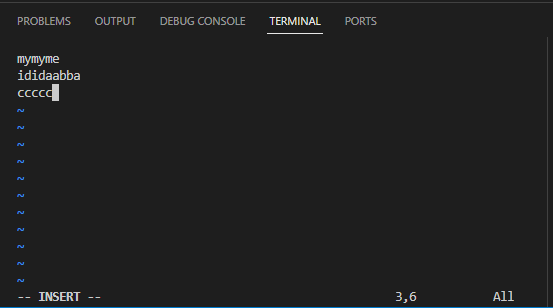 PROBLEMS OUTPUT DEBUG CONSOLE TERMINAL PORTS
mymyme
ididaabba
ccccc
~
~
~
~
~
~
~
~
~
~
~
-- INSERT -- 3,6 All